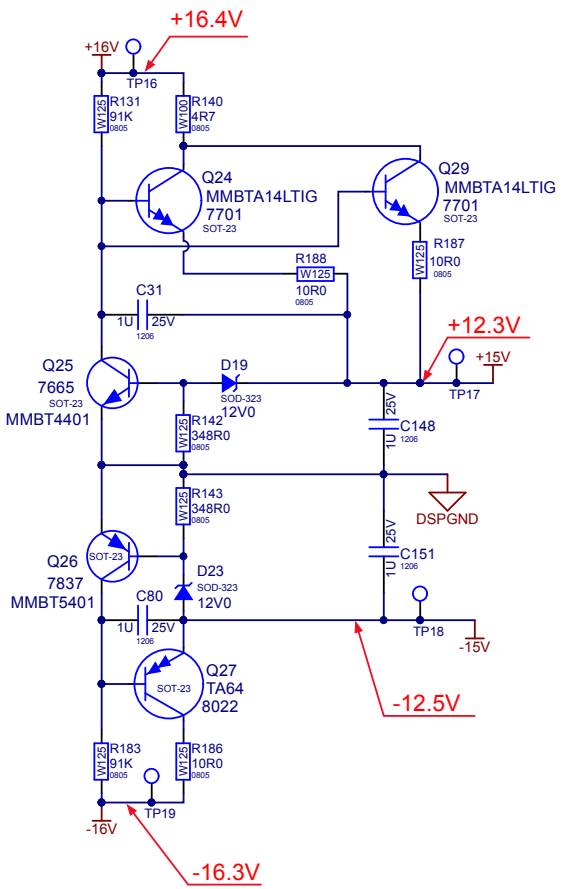 +16.4V
+16V
TP16
R131
91K
0805
W125
R140
4R7
0805
W100
Q24
MMBTA14LTIG
7701
SOT-23
Q29
MMBTA14LTIG
7701
SOT-23
R187
10R0
0805
W125
R188
W125
10R0
0805
C31
1U 25V
1206
+12.3V
+15V
TP17
Q25
7665
SOT-23
MMBT4401
D19
SOD-323
12V0
R142
348R0
0805
W125
25V
C148
1206
1U
R143
348R0
0805
W125
DSPGND
25V
C151
1206
1U
Q26
SOT-23
7837
MMBT5401
D23
SOD-323
12V0
C80
1U 25V
1206
TP18
-15V
Q27
SOT-23
TA64
8022
-12.5V
R183
91K
0805
W125
R186
10R0
0805
W125
TP19
-16V
-16.3V